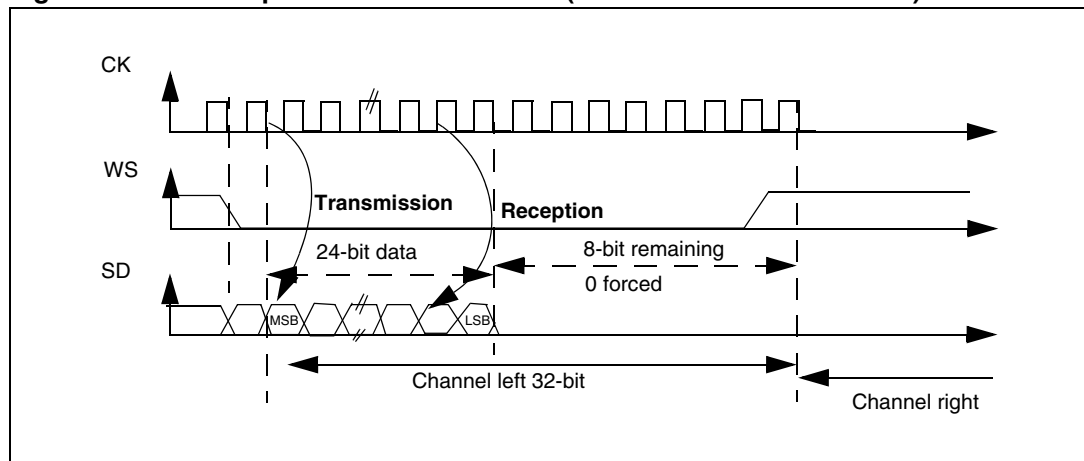 CK
WS
Transmission
Reception
24-bit data
8-bit remaining
SD
0 forced
MSB
LSB
Channel left 32-bit
Channel right